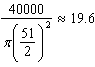 40000 / π(51/2)² ≈ 19.6